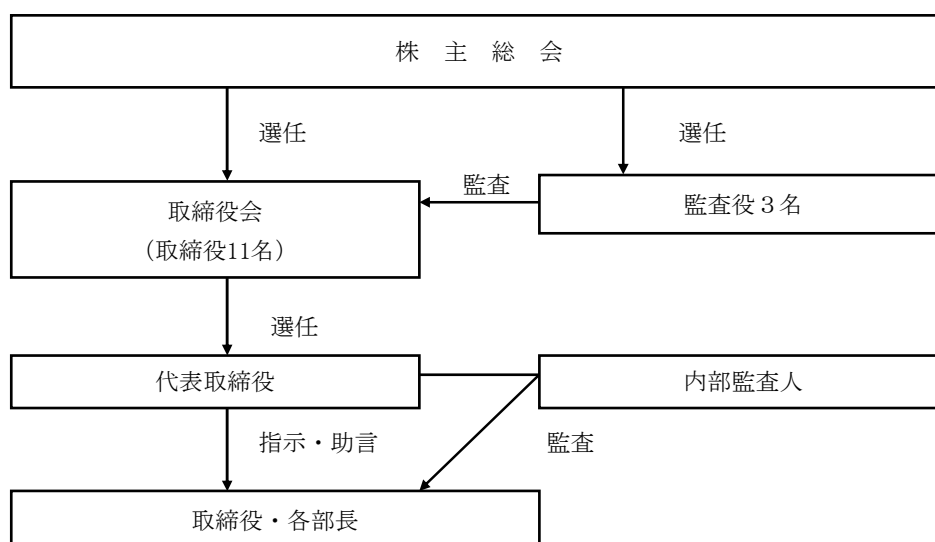 株 主 総 会
選任
選任
監査
取締役会
(取締役11名)
監査役3名
選任
代表取締役
内部監査人
指示・助言
監査
取締役・各部長